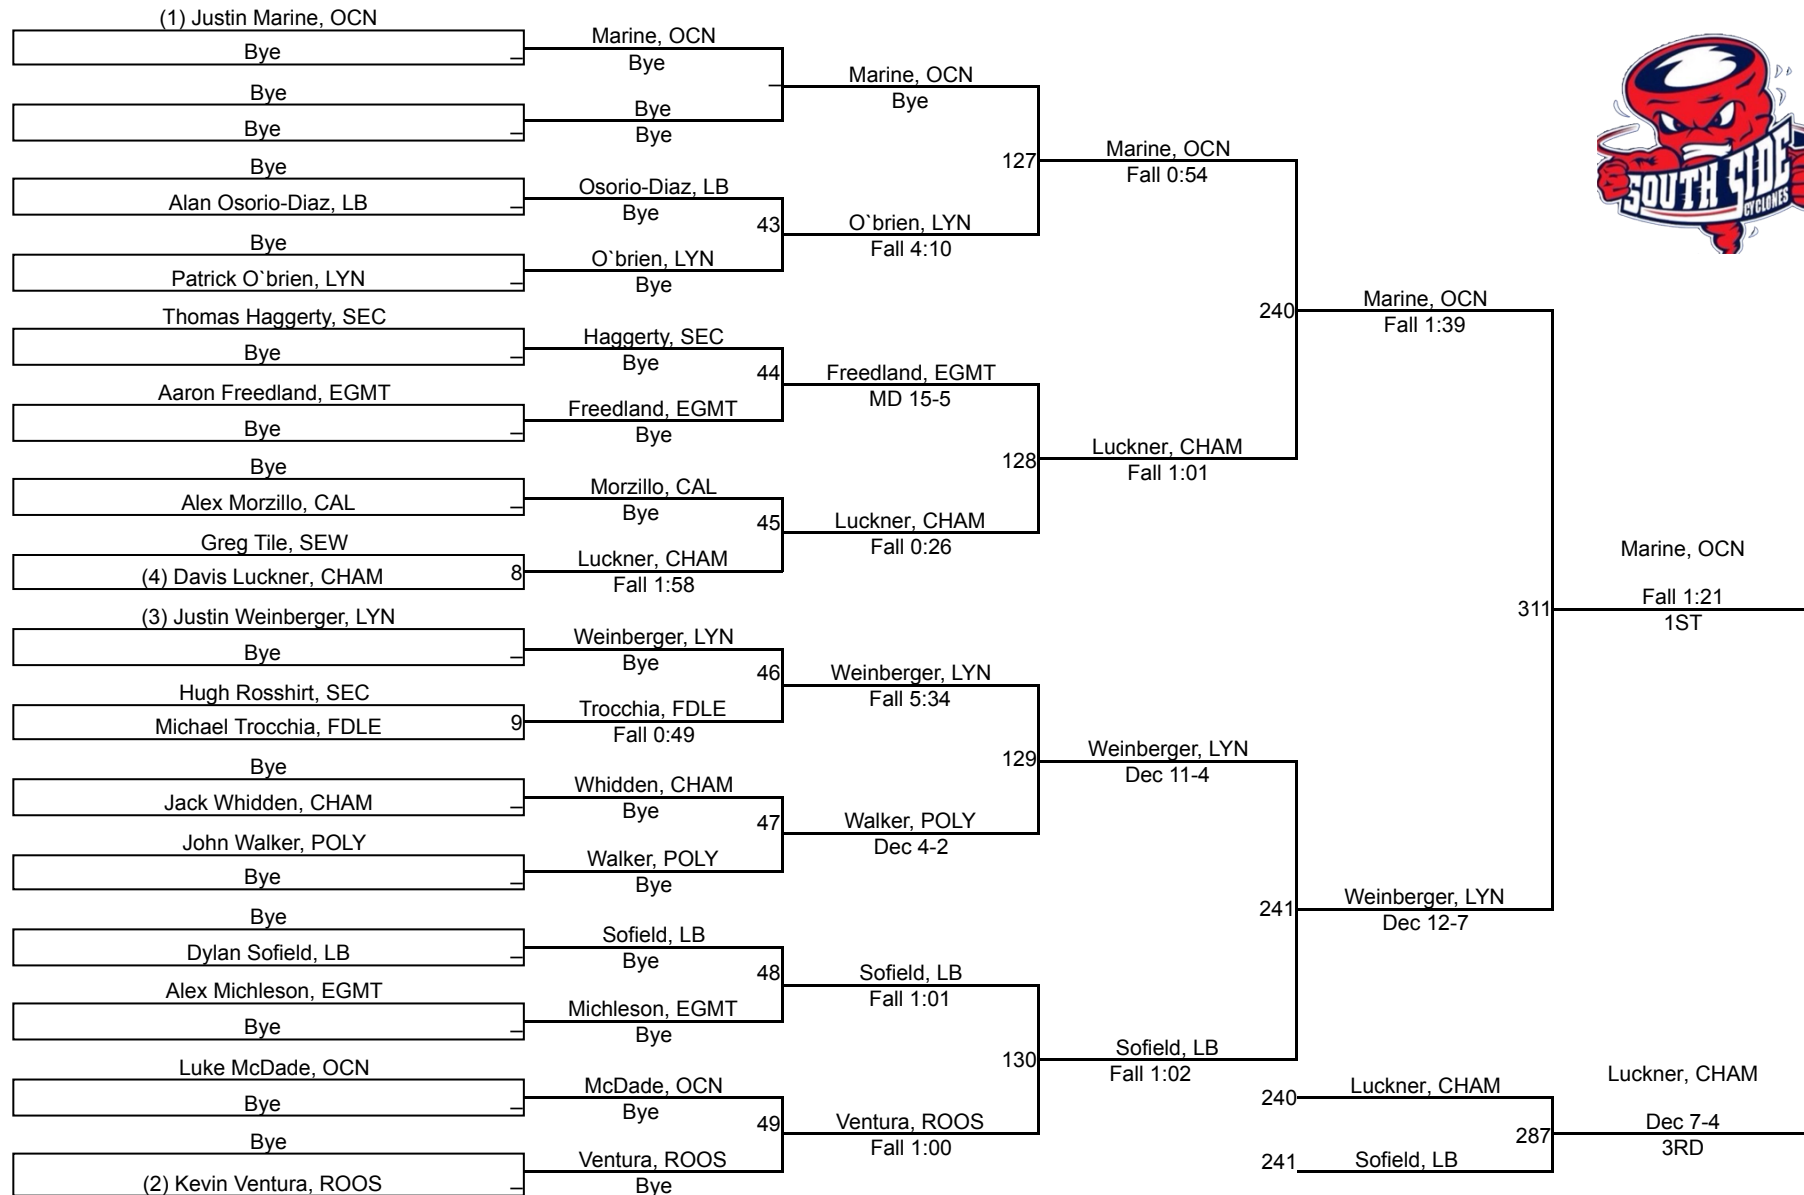 (1) Justin Marine, OCN
Bye
Bye
Bye
Bye
Alan Osorio-Diaz, LB
Bye
Patrick O`brien, LYN
Thomas Haggerty, SEC
Bye
Aaron Freedland, EGMT
Bye
Bye
Alex Morzillo, CAL
Greg Tile, SEW
(4) Davis Luckner, CHAM
8
(3) Justin Weinberger, LYN
Bye
Hugh Rosshirt, SEC
Michael Trocchia, FDLE
9
Bye
Jack Whidden, CHAM
John Walker, POLY
Bye
Bye
Dylan Sofield, LB
Alex Michleson, EGMT
Bye
Luke McDade, OCN
Bye
Bye
(2) Kevin Ventura, ROOS
Marine, OCN
Bye
Bye
Bye
Osorio-Diaz, LB
Bye
43
O`brien, LYN
Bye
Haggerty, SEC
Bye
44
Freedland, EGMT
Bye
Morzillo, CAL
Bye
45
Luckner, CHAM
Fall 1:58
Weinberger, LYN
Bye
46
Trocchia, FDLE
Fall 0:49
Whidden, CHAM
Bye
47
Walker, POLY
Bye
Sofield, LB
Bye
48
Michleson, EGMT
Bye
McDade, OCN
Bye
49
Ventura, ROOS
Bye
Marine, OCN
Bye
127
O`brien, LYN
Fall 4:10
Freedland, EGMT
MD 15-5
128
Luckner, CHAM
Fall 0:26
Weinberger, LYN
Fall 5:34
129
Walker, POLY
Dec 4-2
Sofield, LB
Fall 1:01
130
Ventura, ROOS
Fall 1:00
Marine, OCN
Fall 0:54
240
Luckner, CHAM
Fall 1:01
Weinberger, LYN
Dec 11-4
241
Sofield, LB
Fall 1:02
Marine, OCN
Fall 1:39
311
Weinberger, LYN
Dec 12-7
Marine, OCN
Fall 1:21
1ST
240
Luckner, CHAM
287
241
Sofield, LB
Luckner, CHAM
Dec 7-4
3RD
SOUTH SIDE
CYCLONES